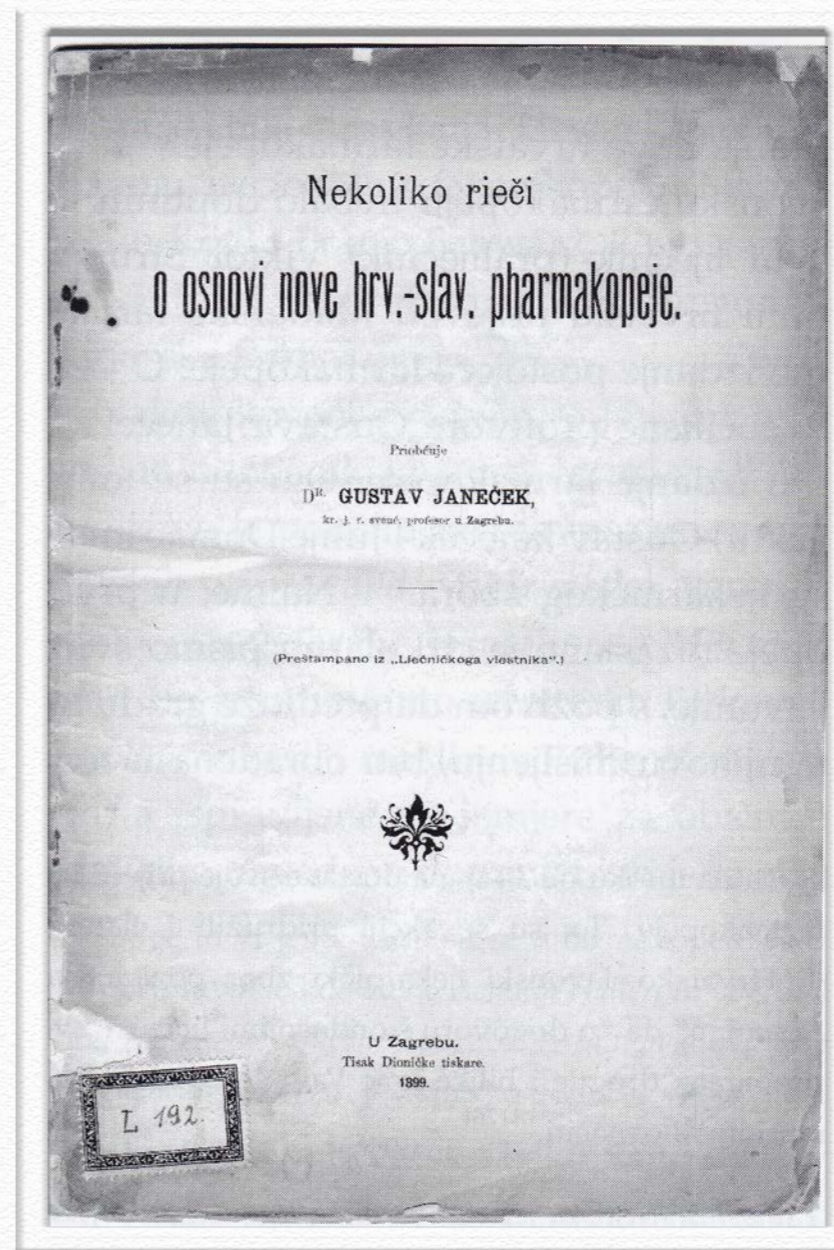 Nekoliko rieči
o osnovi nove hrv.-slav. pharmakopeje.
Priobćuje
DR. GUSTAV JANEČEK,
kr. j. r. sveuč. profesor u Zagrebu.
(Preštampano iz „Liečničkoga viestnika“.)
U Zagrebu.
Tisak Dioničke tiskare.
1899.
L 192.